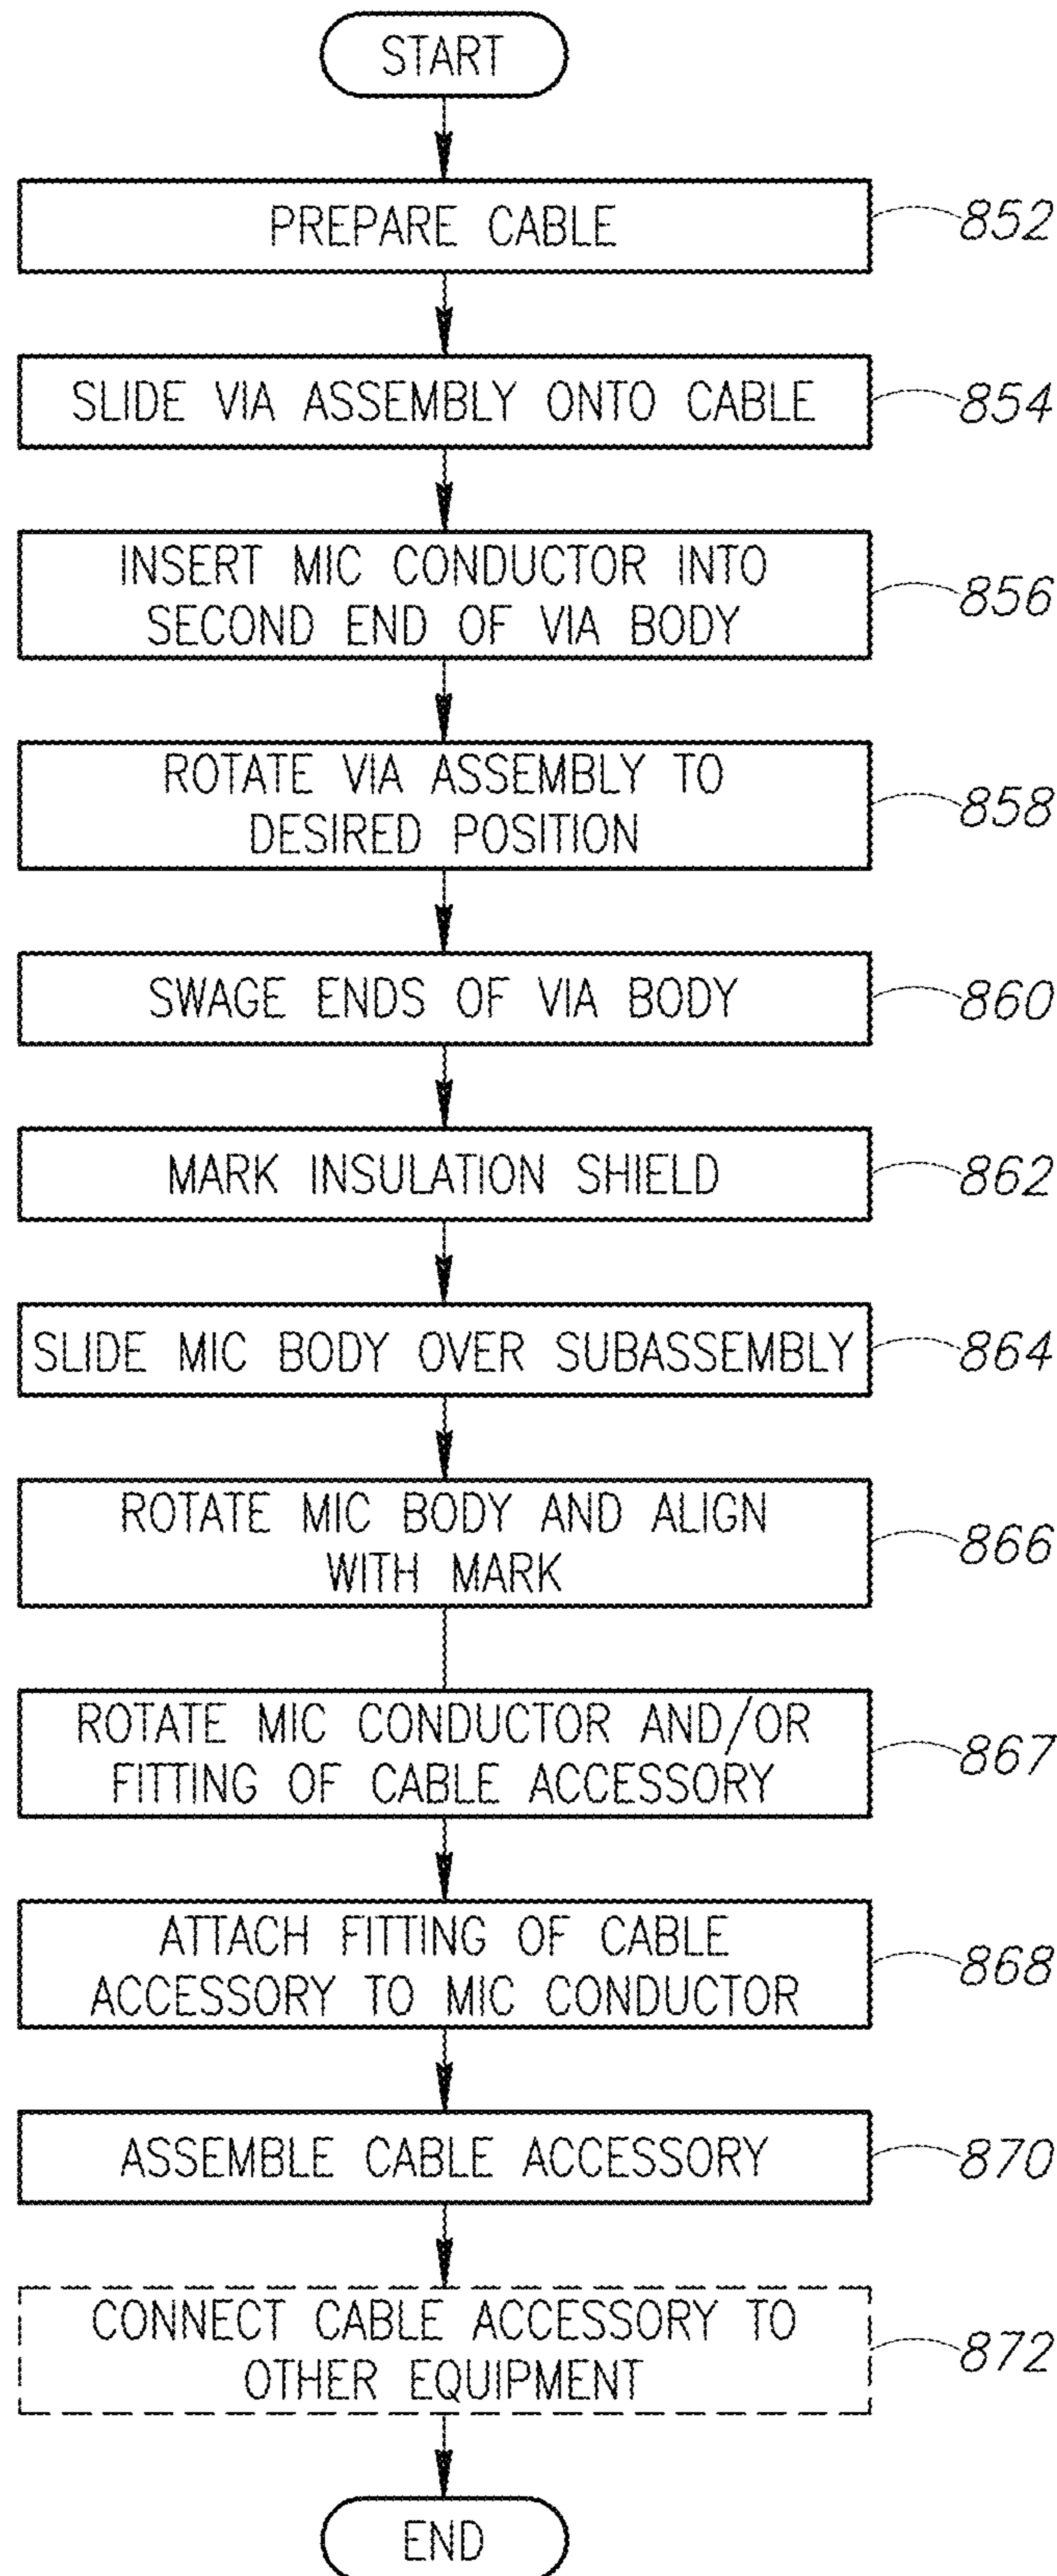 START
PREPARE CABLE
852
SLIDE VIA ASSEMBLY ONTO CABLE
854
INSERT MIC CONDUCTOR INTO
SECOND END OF VIA BODY
856
ROTATE VIA ASSEMBLY TO
DESIRED POSITION
858
SWAGE ENDS OF VIA BODY
860
MARK INSULATION SHIELD
862
SLIDE MIC BODY OVER SUBASSEMBLY
864
ROTATE MIC BODY AND ALIGN
WITH MARK
866
ROTATE MIC CONDUCTOR AND/OR
FITTING OF CABLE ACCESSORY
867
ATTACH FITTING OF CABLE
ACCESSORY TO MIC CONDUCTOR
868
ASSEMBLE CABLE ACCESSORY
870
CONNECT CABLE ACCESSORY TO
OTHER EQUIPMENT
872
END